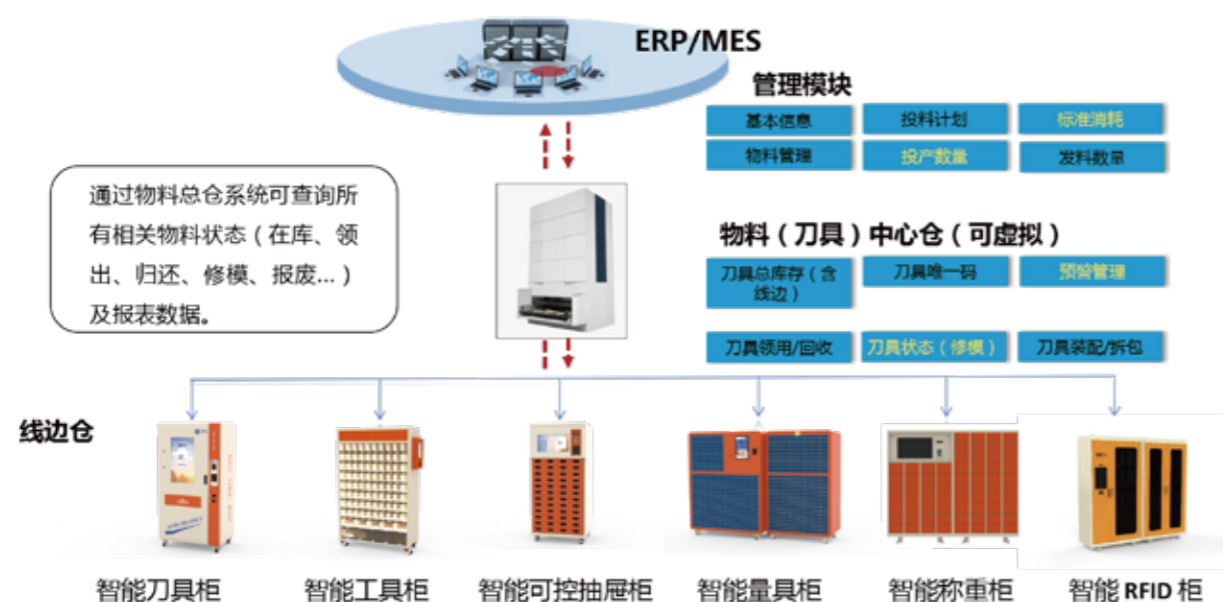 ERP/MES
管理模块
基本信息
投料计划
标准消耗
物料管理
投产数量
发料数量
通过物料总仓系统可查询所
有相关物料状态（在库、领
出、归还、修模、报废...）
及报表数据。
物料（刀具）中心仓（可虚拟）
刀具总库存（含
线边）
刀具唯一码
预警管理
刀具领用/回收
刀具状态（修模）
刀具装配/拆包
线边仓
智能刀具柜
智能工具柜
智能可控抽屉柜
智能量具柜
智能称重柜
智能 RFID 柜